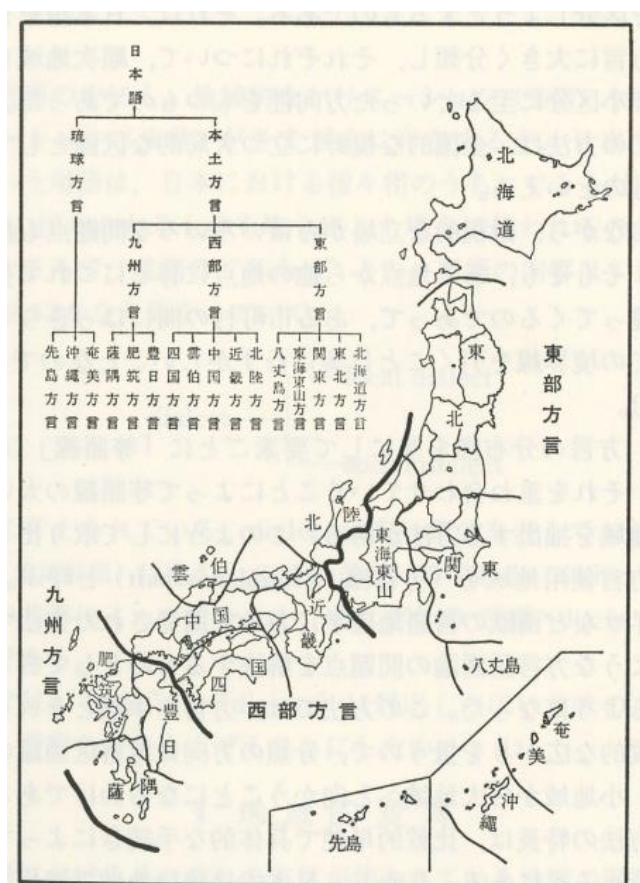 日本語
本土方言
琉球方言
東部方言
西部方言
九州方言
北海道方言
東北方言
関東方言
東海東山方言
八丈島方言
北陸方言
近畿方言
中国方言
雲伯方言
四国方言
豊日方言
肥筑方言
薩隅方言
奄美方言
沖縄方言
先島方言
北海道
東北
東部方言
北陸
東海東山
関東
雲伯
中国
近畿
四国
西部方言
九州方言
肥
豊日
薩隅
八丈島
奄美
沖縄
先島